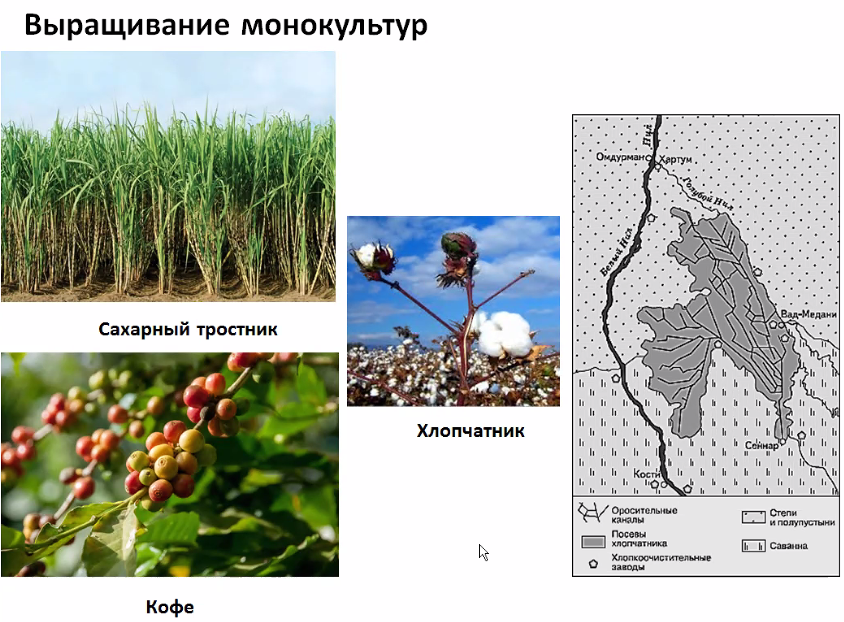 Выращивание монокультур
Сахарный тростник
Хлопчатник
Кофе
Нил
Омдурман
Хартум
Голубой Нил
Белый Нил
Вад-Медани
Сеннар
Кости
Оросительные
каналы
Посевы
хлопчатника
Хлопкоочистительные
заводы
Степи
и полупустыни
Саванна